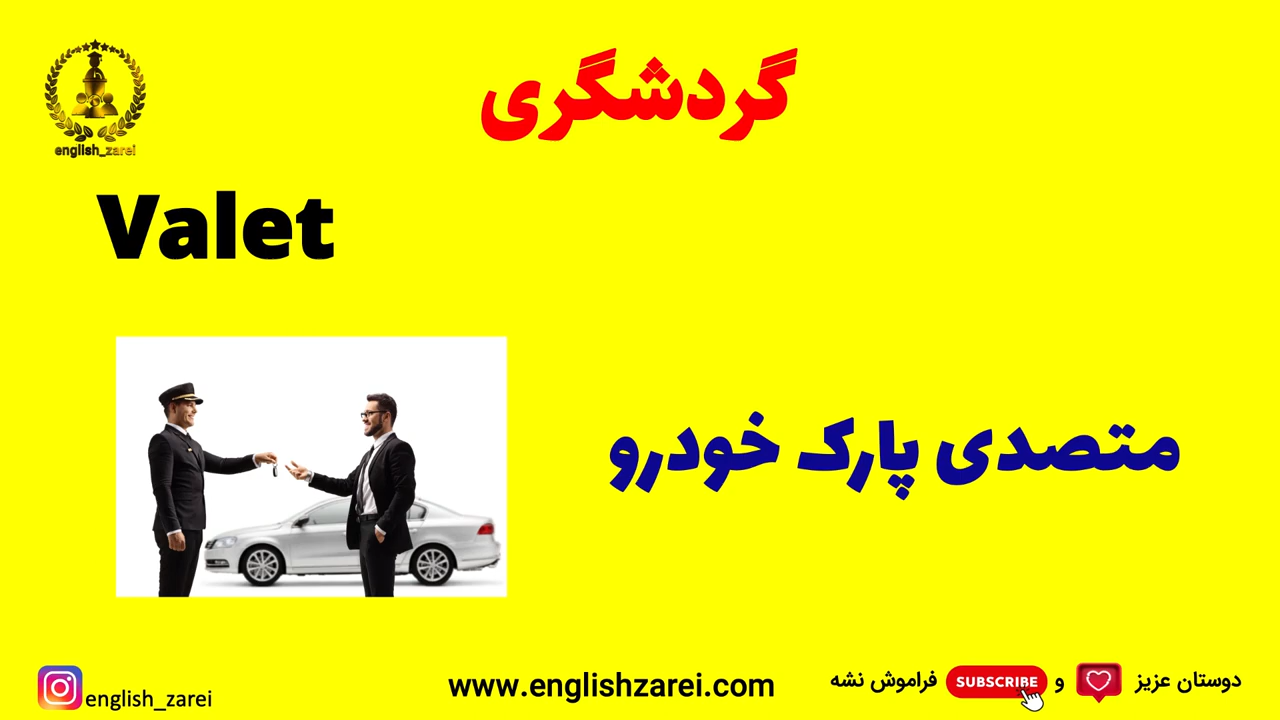 گردشگری
english_zarei
Valet
متصدی پارک خودرو
english_zarei
www.englishzarei.com
دوستان عزیز و SUBSCRIBE فراموش نشه